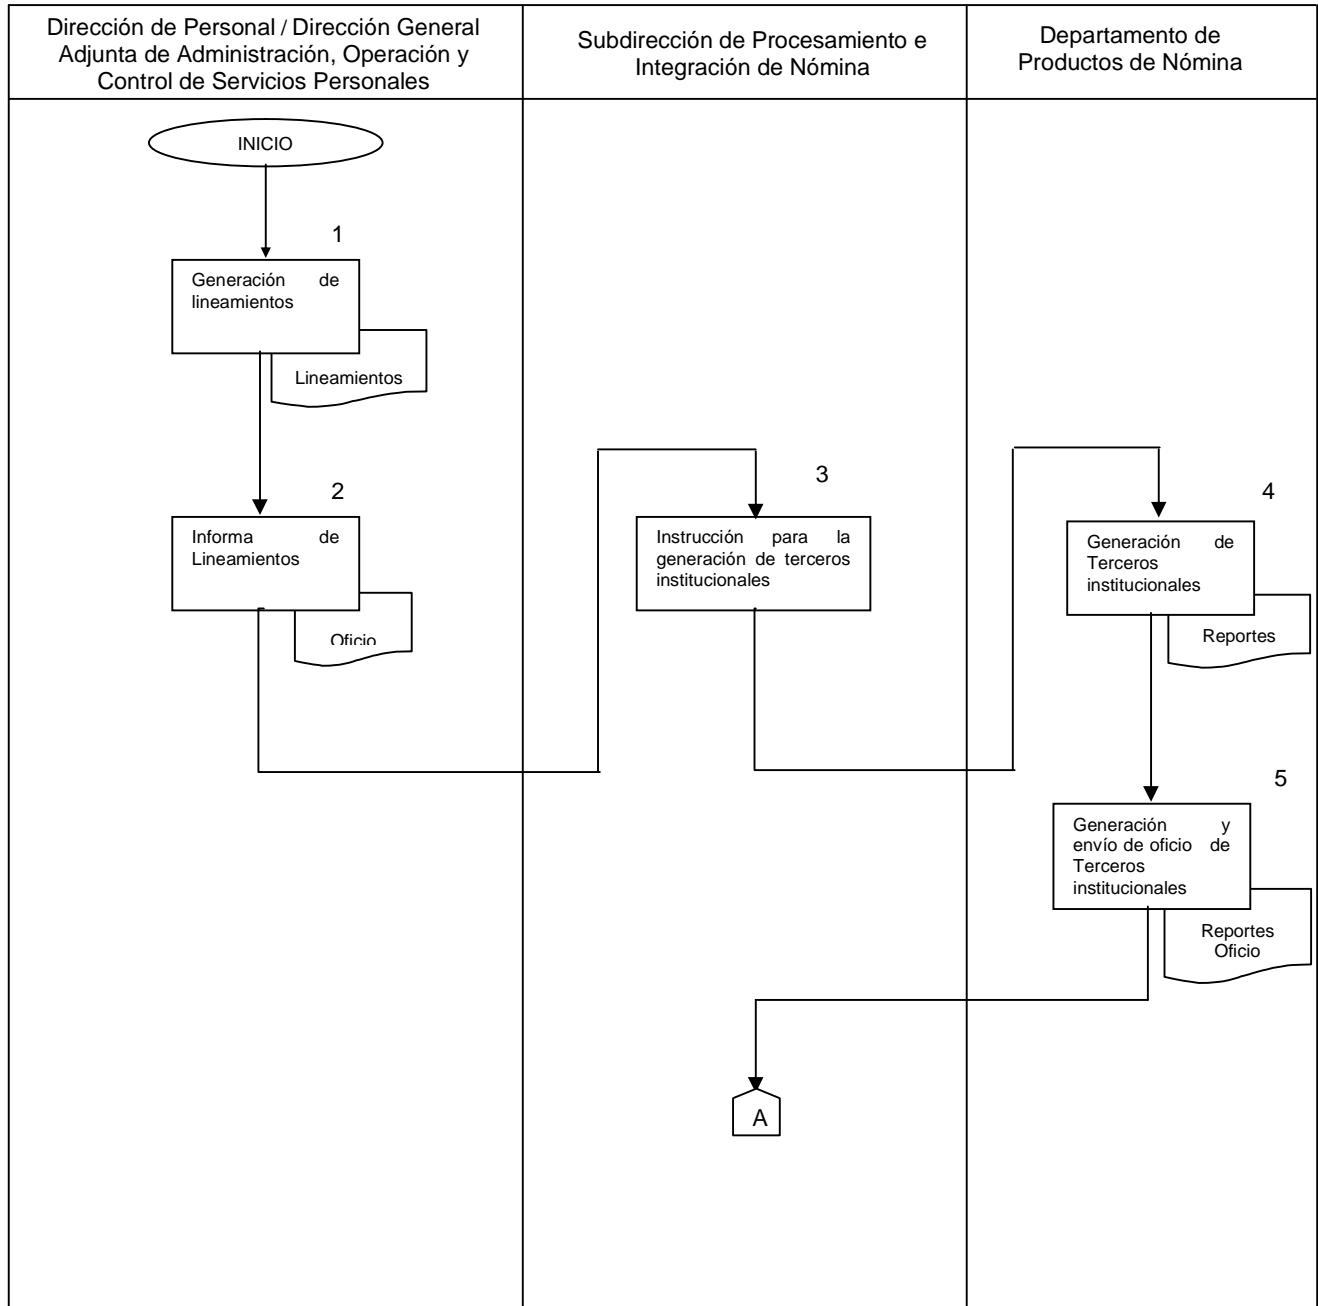 Dirección de Personal / Dirección General
Adjunta de Administración, Operación y
Control de Servicios Personales
Subdirección de Procesamiento e
Integración de Nómina
Departamento de
Productos de Nómina
INICIO
1
Generación de
lineamientos
Lineamientos
2
Informa de
Lineamientos
Oficio
3
Instrucción para la
generación de terceros
institucionales
4
Generación de
Terceros
institucionales
Reportes
5
Generación y
envío de oficio de
Terceros
institucionales
Reportes
Oficio
A